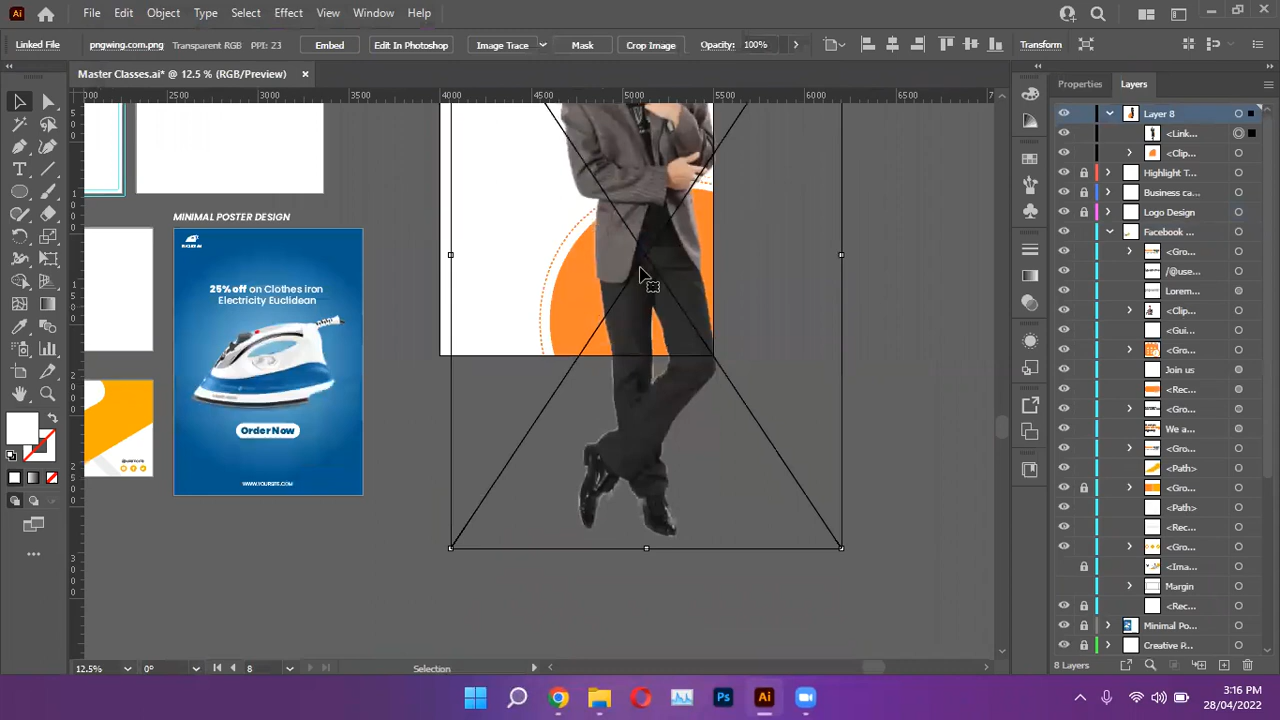 File Edit Object Type Select Effect View Window Help
Linked File pngwing.com.png Transparent RGB PPI: 23 Embed Edit In Photoshop Image Trace Mask Crop Image Opacity: 100% Transform
Master Classes.ai* @ 12.5 % (RGB/Preview) ×
Properties Layers
2500 3000 3500 4000 4500 5000 5500 6000 6500
Layer 8
<Link...
<Clip...
Highlight T...
Business ca...
Logo Design
Facebook ...
<Gro...
/@use...
Lorem...
<Clip...
<Gui...
<Gro...
Join us
<Rec...
<Gro...
We a...
<Gro...
<Path>
<Gro...
<Path>
<Rec...
<Gro...
<Ima...
Margin
<Rec...
Minimal Po...
Creative R...
8 Layers
MINIMAL POSTER DESIGN
25% off on Clothes iron
Electricity Euclidean
Order Now
WWW.YOURSITE.COM
12.5% 0° 8 Selection
Ps Ai
3:16 PM
28/04/2022